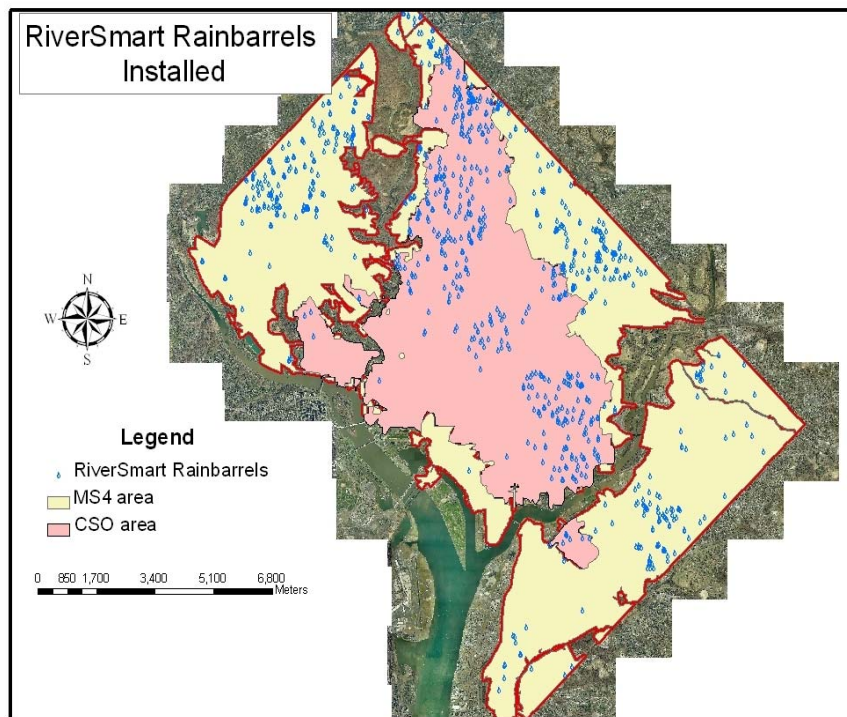 RiverSmart Rainbarrels
Installed
N
W E
S
Legend
RiverSmart Rainbarrels
MS4 area
CSO area
0 850 1,700 3,400 5,100 6,800
Meters